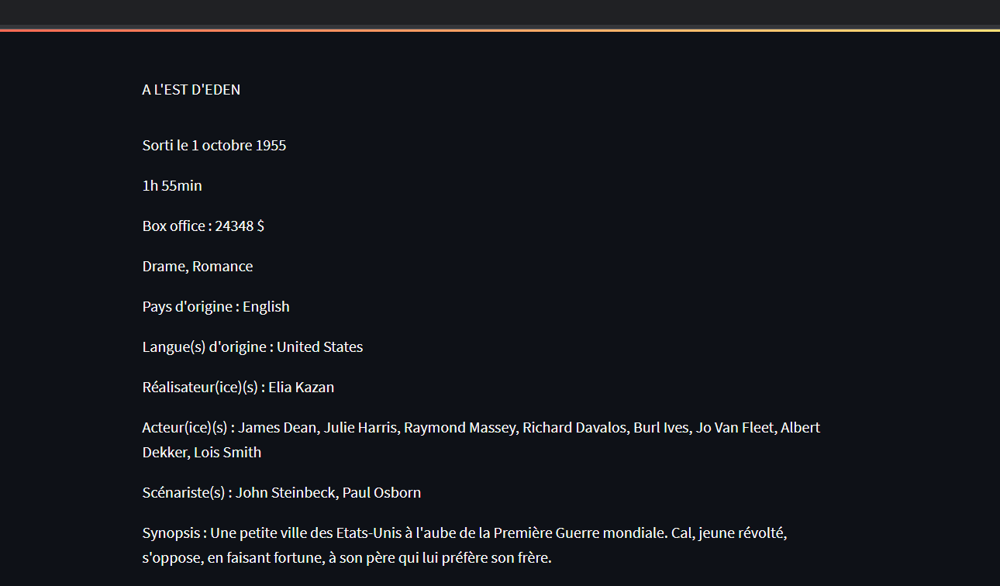 A L'EST D'EDEN
Sorti le 1 octobre 1955
1h 55min
Box office : 24348 $
Drame, Romance
Pays d'origine : English
Langue(s) d'origine : United States
Réalisateur(ice)(s) : Elia Kazan
Acteur(ice)(s) : James Dean, Julie Harris, Raymond Massey, Richard Davalos, Burl Ives, Jo Van Fleet, Albert
Dekker, Lois Smith
Scénariste(s) : John Steinbeck, Paul Osborn
Synopsis : Une petite ville des Etats-Unis à l'aube de la Première Guerre mondiale. Cal, jeune révolté,
s'oppose, en faisant fortune, à son père qui lui préfère son frère.